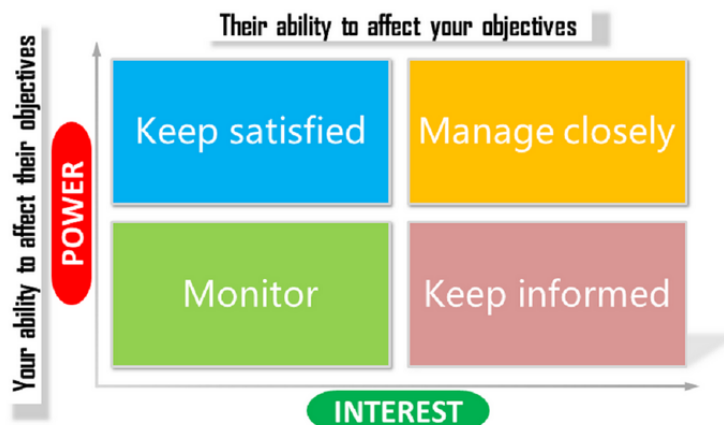 Their ability to affect your objectives
Your ability to affect their objectives
POWER
Keep satisfied
Manage closely
Monitor
Keep informed
INTEREST